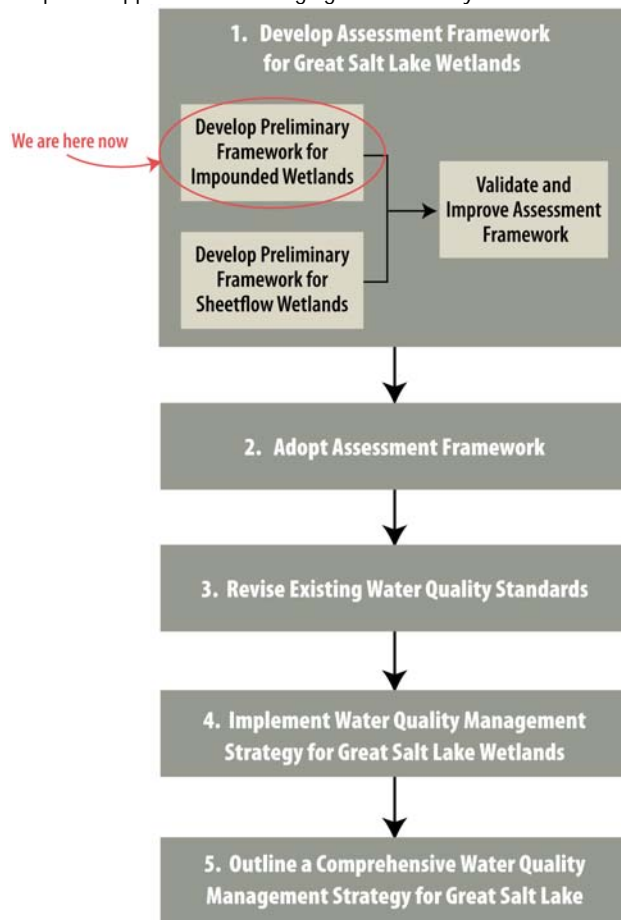 1. Develop Assessment Framework
for Great Salt Lake Wetlands
We are here now
Develop Preliminary
Framework for
Impounded Wetlands
Validate and
Improve Assessment
Framework
Develop Preliminary
Framework for
Sheetflow Wetlands
2. Adopt Assessment Framework
3. Revise Existing Water Quality Standards
4. Implement Water Quality Management
Strategy for Great Salt Lake Wetlands
5. Outline a Comprehensive Water Quality
Management Strategy for Great Salt Lake